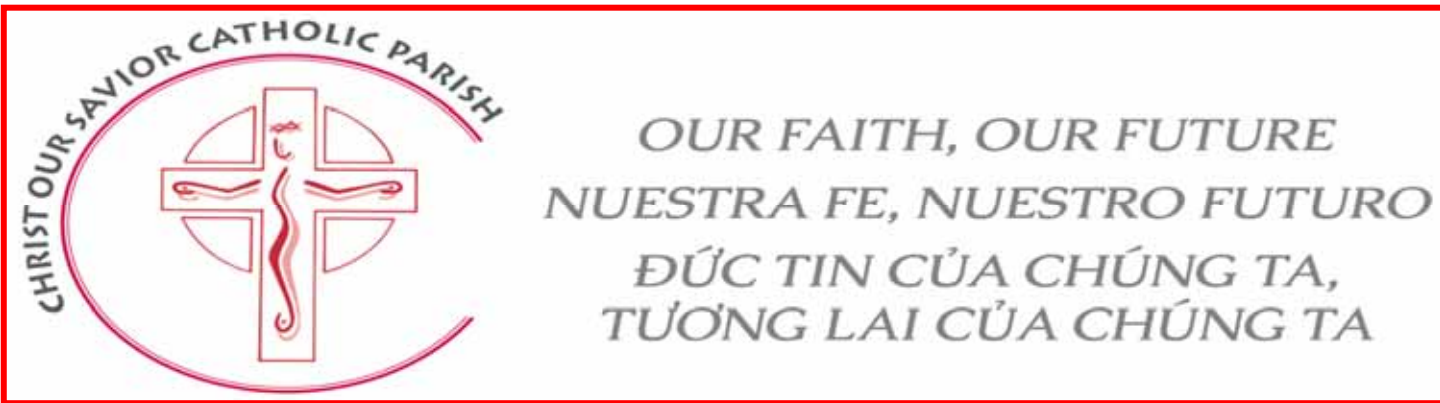 CHRIST OUR SAVIOR CATHOLIC PARISH
OUR FAITH, OUR FUTURE
NUESTRA FE, NUESTRO FUTURO
ĐỨC TIN CỦA CHÚNG TA,
TƯƠNG LAI CỦA CHÚNG TA